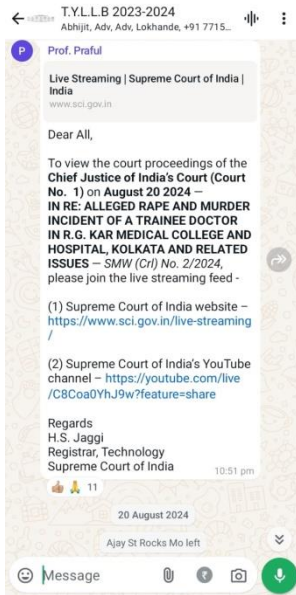 T.Y.L.L.B 2023-2024
Abhijit, Adv, Adv, Lokhande, +91 7715...
P
Prof. Praful
Live Streaming | Supreme Court of India |
India
www.sci.gov.in
Dear All,
To view the court proceedings of the
Chief Justice of India's Court (Court
No. 1) on August 20 2024 –
IN RE: ALLEGED RAPE AND MURDER
INCIDENT OF A TRAINEE DOCTOR
IN R.G. KAR MEDICAL COLLEGE AND
HOSPITAL, KOLKATA AND RELATED
ISSUES – SMW (Crl) No. 2/2024,
please join the live streaming feed -
(1) Supreme Court of India website –
https://www.sci.gov.in/live-streaming
/
(2) Supreme Court of India's YouTube
channel – https://youtube.com/live
/C8Coa0YhJ9w?feature=share
Regards
H.S. Jaggi
Registrar, Technology
Supreme Court of India
10:51 pm
👍🏽 🙏 11
20 August 2024
Ajay St Rocks Mo left
Message